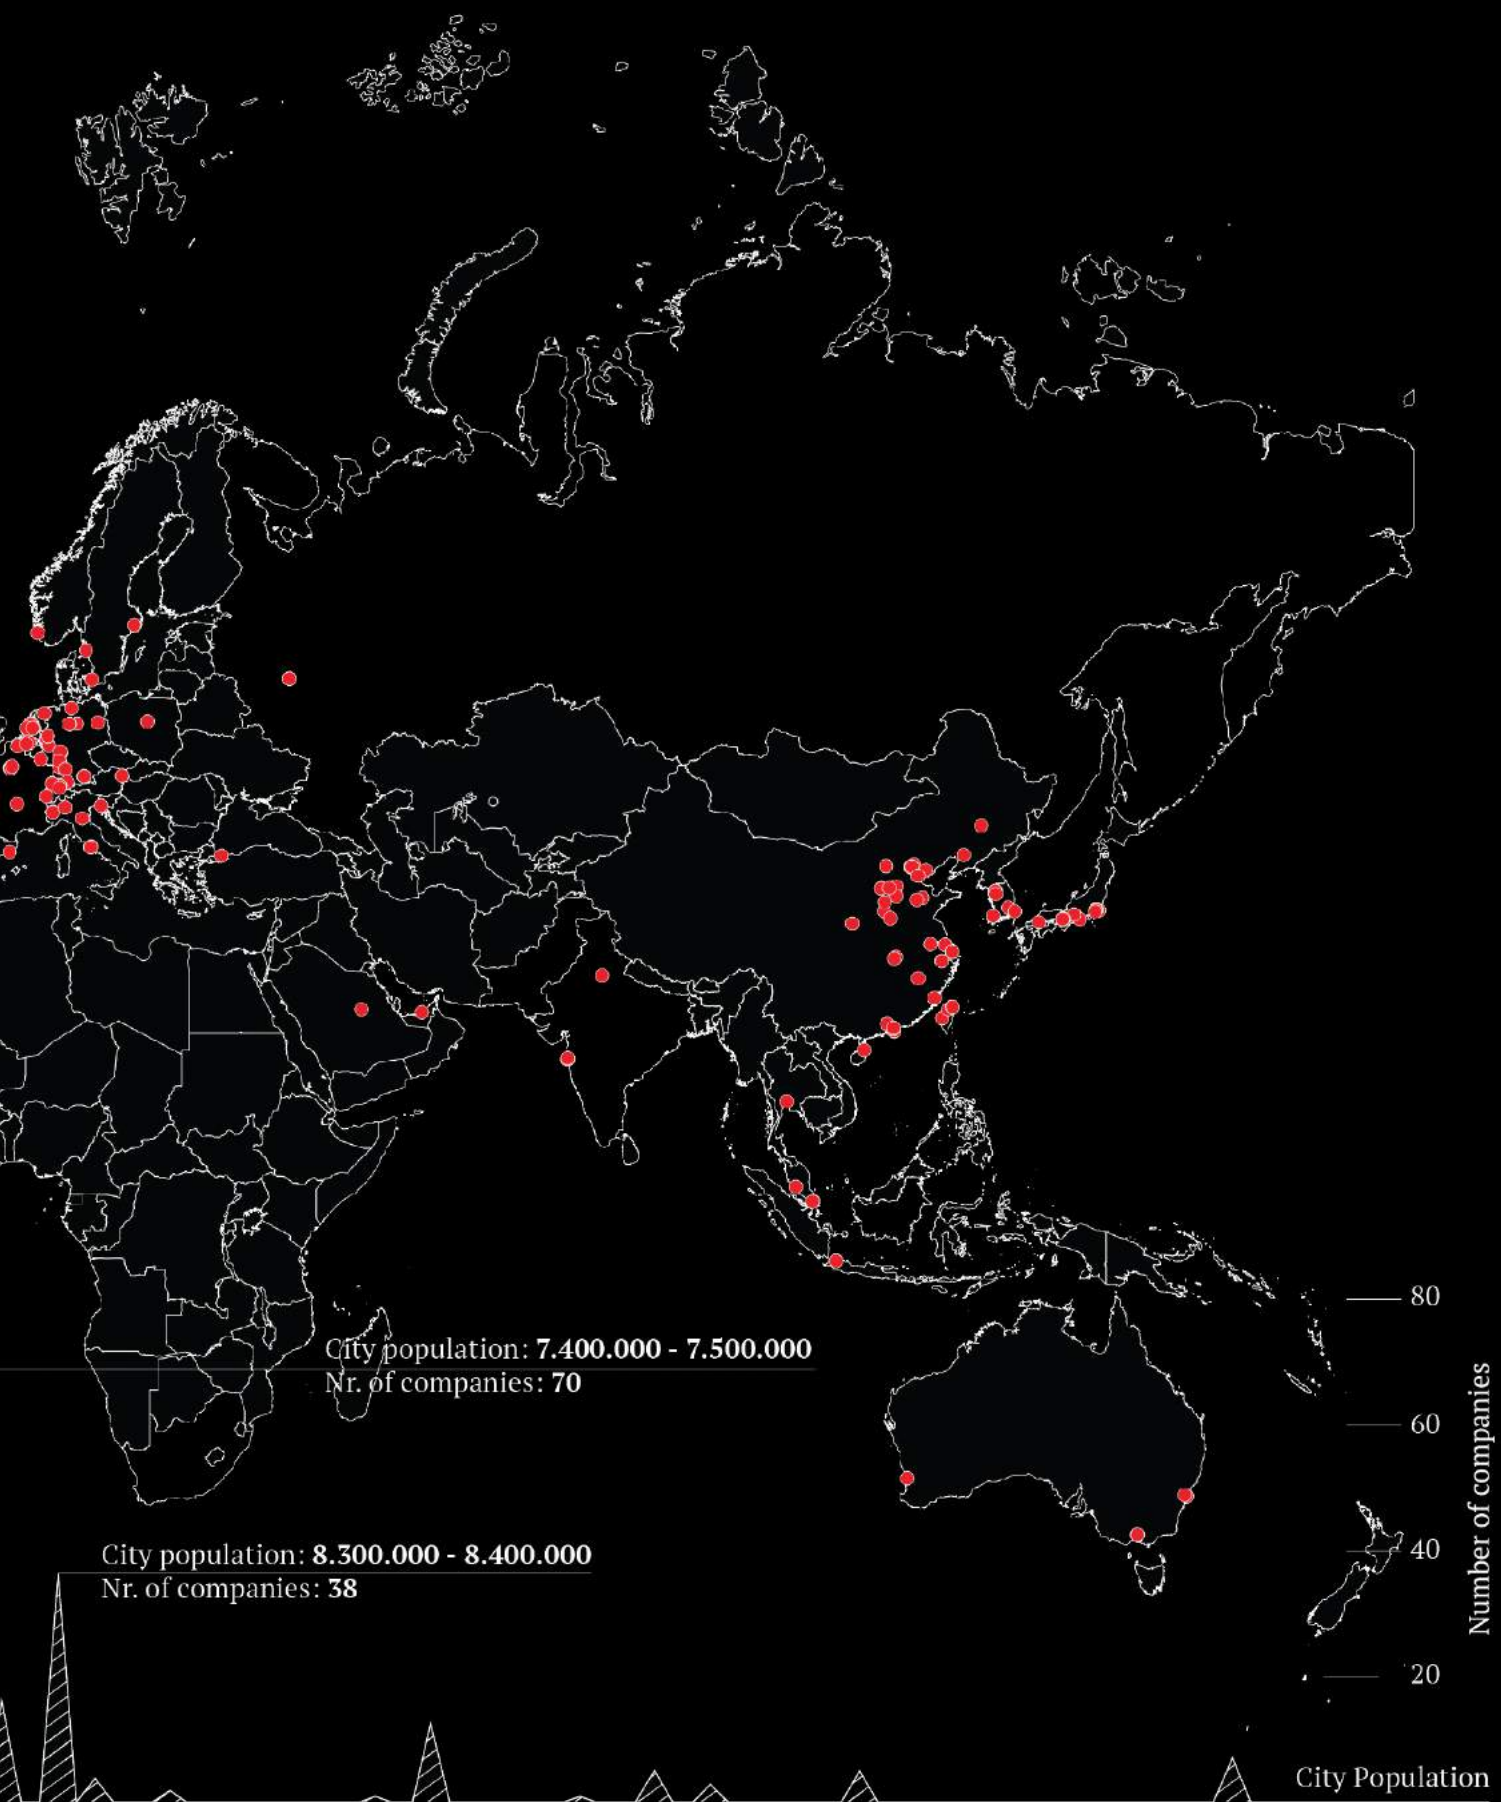 80
City population: 7.400.000 - 7.500.000
Nr. of companies: 70
60
Number of companies
City population: 8.300.000 - 8.400.000
40
Nr. of companies: 38
20
City Population